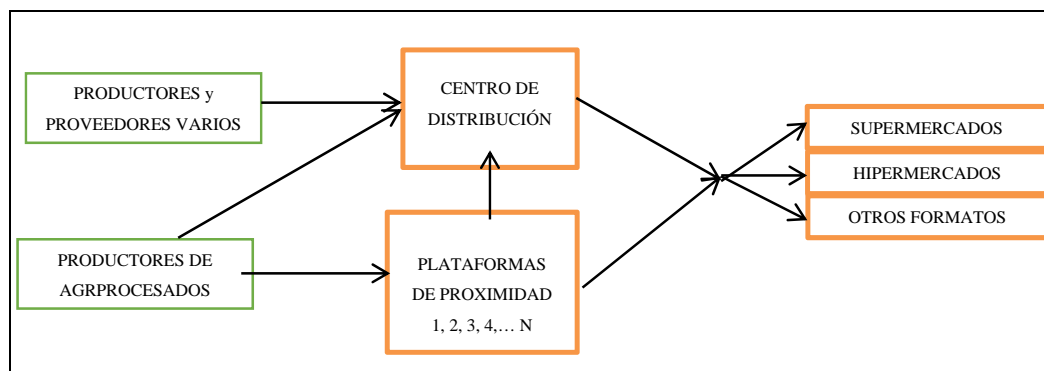 PRODUCTORES y
PROVEEDORES VARIOS
CENTRO DE
DISTRIBUCIÓN
SUPERMERCADOS
HIPERMERCADOS
OTROS FORMATOS
PRODUCTORES DE
AGRPROCESADOS
PLATAFORMAS
DE PROXIMIDAD
1, 2, 3, 4,… N